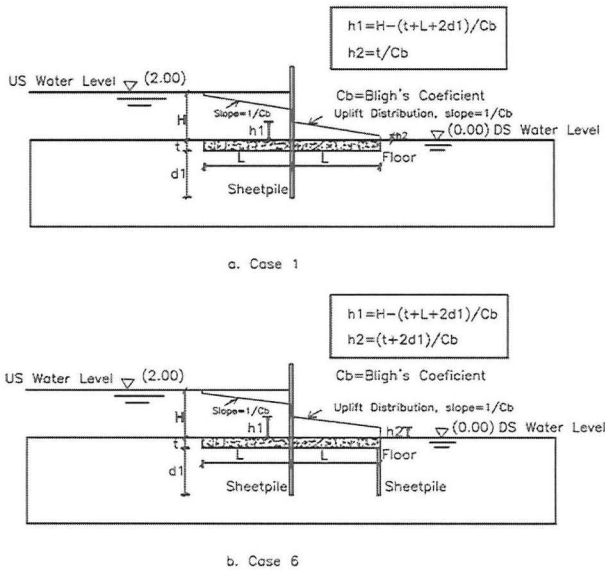 h1=H-(t+L+2d1)/Cb
h2=t/Cb
US Water Level (2.00)
Cb=Bligh's Coeficient
Slope=1/Cb
Uplift Distribution, slope=1/Cb
H
h1
h2
(0.00) DS Water Level
t
L
L
Floor
d1
Sheetpile
a. Case 1
h1=H-(t+L+2d1)/Cb
h2=(t+2d1)/Cb
Cb=Bligh's Coeficient
US Water Level (2.00)
Slope=1/Cb
Uplift Distribution, slope=1/Cb
H
h1
h2
(0.00) DS Water Level
t
L
L
Floor
d1
Sheetpile
Sheetpile
b. Case 6